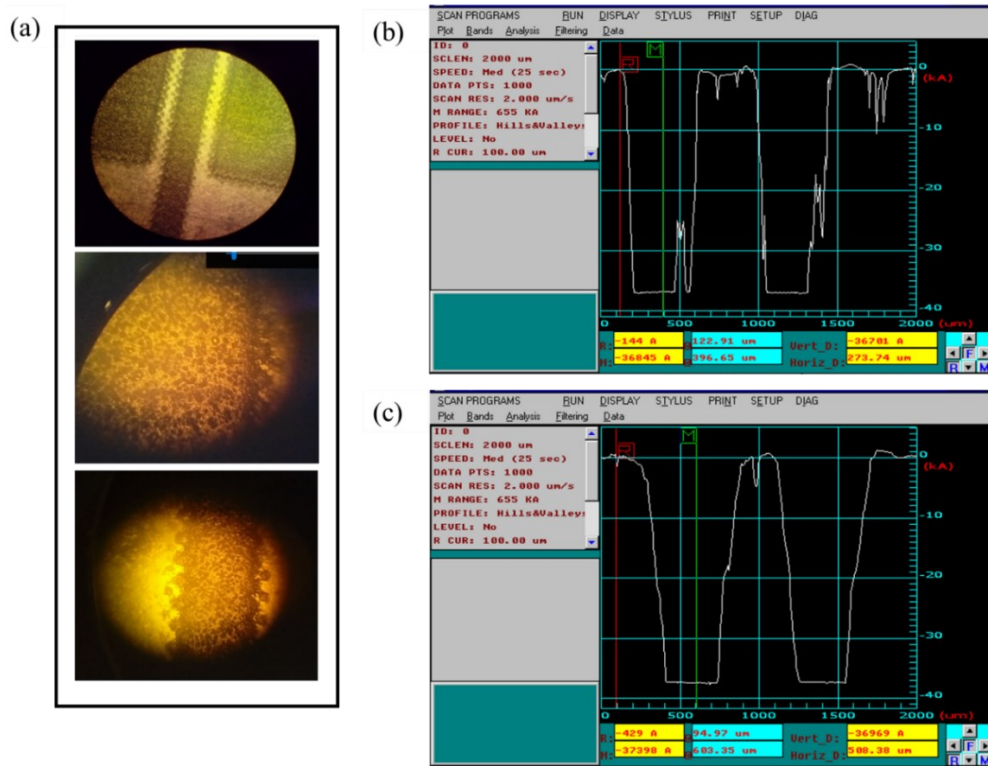 (a)
(b)
SCAN PROGRAMS RUN DISPLAY STYLUS PRINT SETUP DIAG
Plot Bands Analysis Filtering Data
ID: 0
SCLEN: 2000 um
SPEED: Med (25 sec)
DATA PTS: 1000
SCAN RES: 2.000 um/s
M RANGE: 655 KA
PROFILE: Hills&Valleys
LEVEL: No
R CUR: 100.00 um
R
M
0
(kA)
-10
-20
-30
-40
0 500 1000 1500 2000 (um)
R: -144 A 122.91 um Vert_D: -36701 A
M: -36845 A 396.65 um Horiz_D: 273.74 um
F
R M
(c)
SCAN PROGRAMS RUN DISPLAY STYLUS PRINT SETUP DIAG
Plot Bands Analysis Filtering Data
ID: 0
SCLEN: 2000 um
SPEED: Med (25 sec)
DATA PTS: 1000
SCAN RES: 2.000 um/s
M RANGE: 655 KA
PROFILE: Hills&Valleys
LEVEL: No
R CUR: 100.00 um
R
M
0
(kA)
-10
-20
-30
-40
0 500 1000 1500 2000 (um)
R: -429 A 94.97 um Vert_D: -36969 A
M: -37398 A 603.35 um Horiz_D: 508.38 um
F
R M